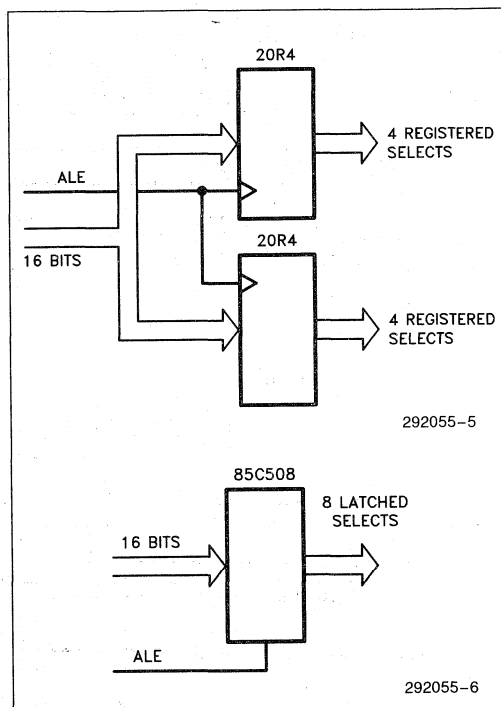 20R4
4 REGISTERED
SELECTS
ALE
16 BITS
20R4
4 REGISTERED
SELECTS
292055-5
85C508
8 LATCHED
SELECTS
16 BITS
ALE
292055-6